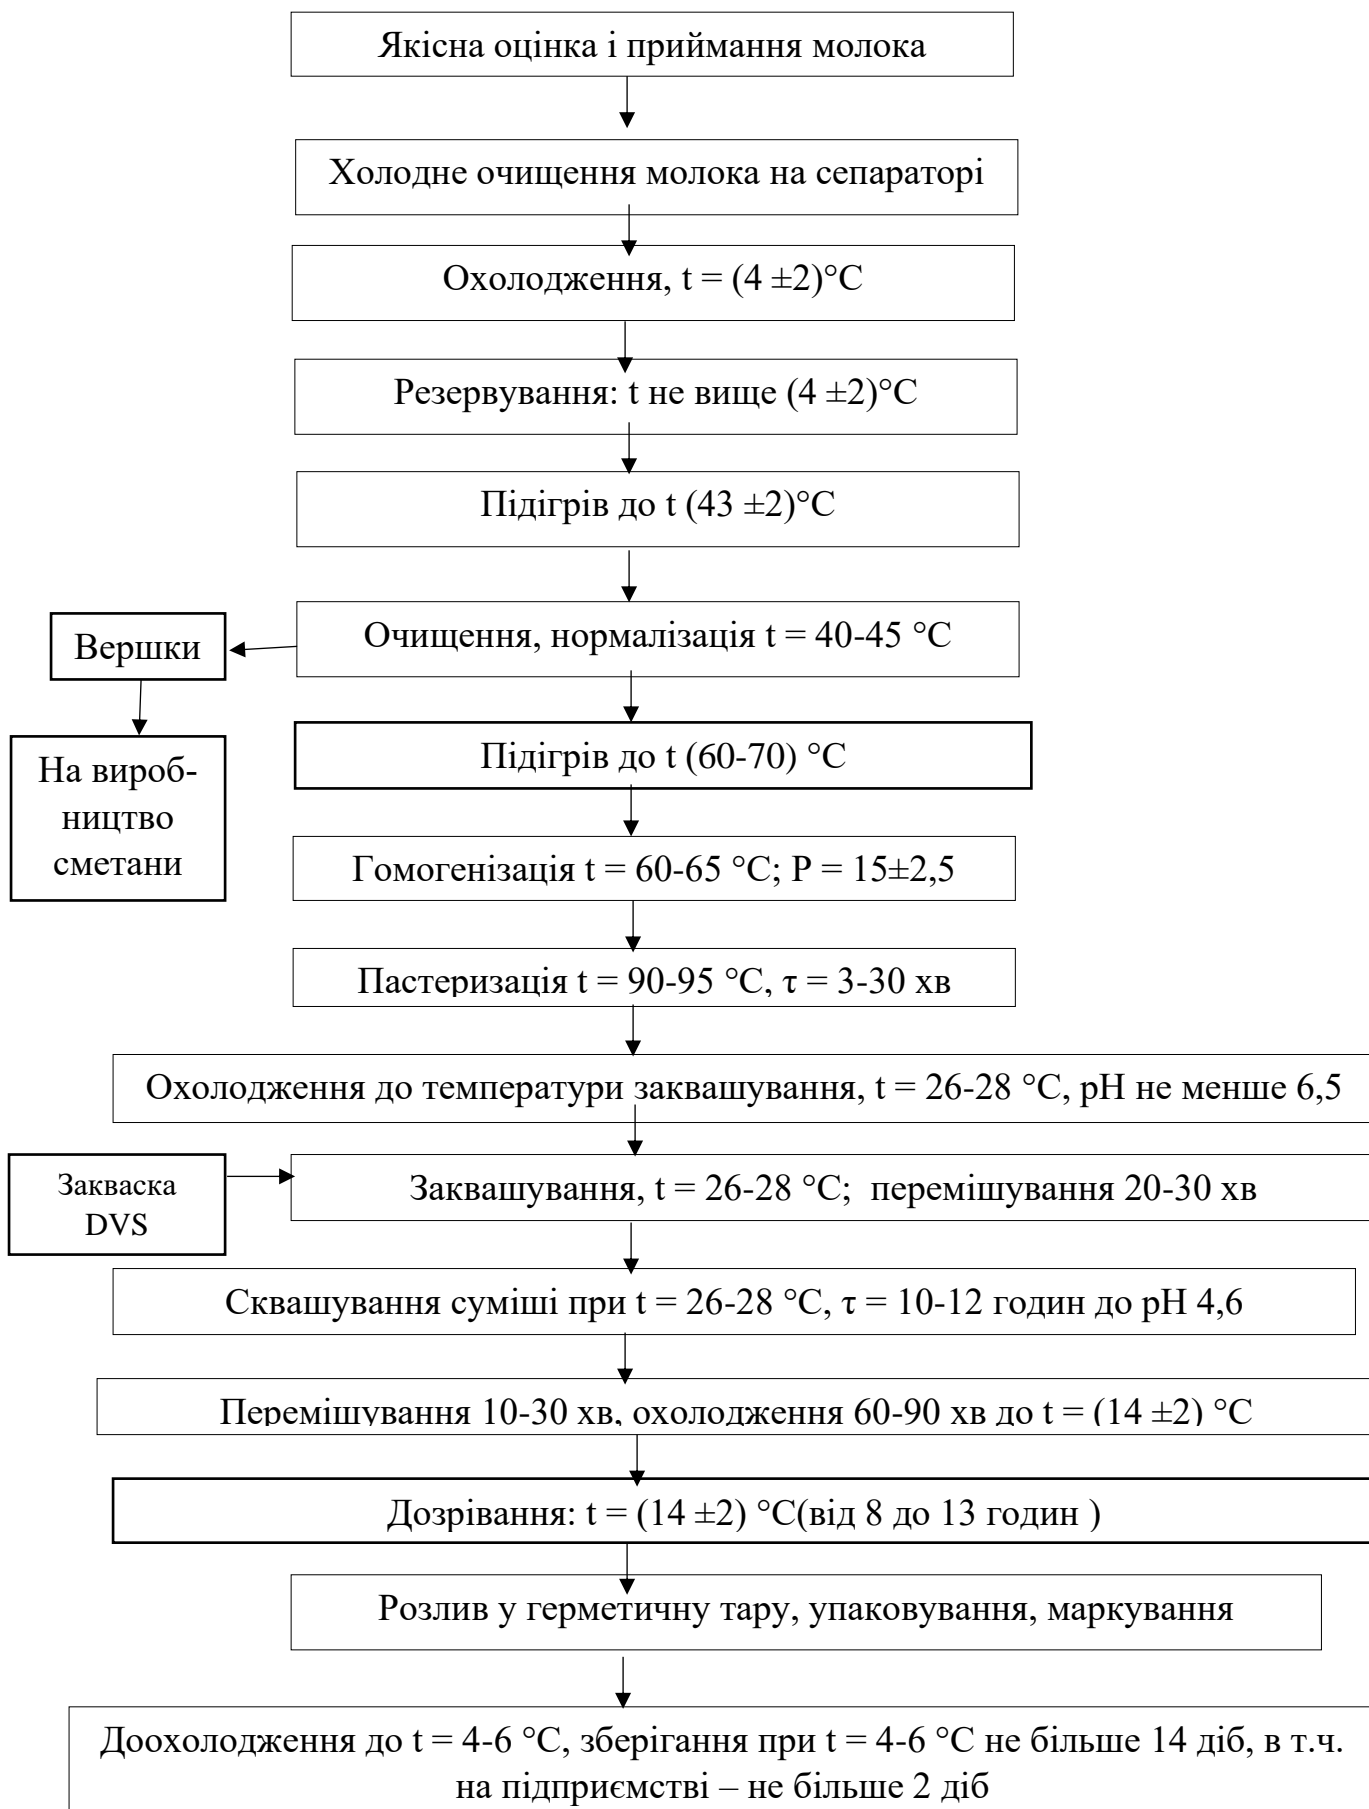 Якісна оцінка і приймання молока
Холодне очищення молока на сепараторі
Охолодження, t = (4 ±2)°С
Резервування: t не вище (4 ±2)°С
Підігрів до t (43 ±2)°С
Очищення, нормалізація t = 40-45 °С
Вершки
На вироб-
ництво
сметани
Підігрів до t (60-70) °С
Гомогенізація t = 60-65 °С; Р = 15±2,5
Пастеризація t = 90-95 °С, τ = 3-30 хв
Охолодження до температури заквашування, t = 26-28 °С, рН не менше 6,5
Закваска
DVS
Заквашування, t = 26-28 °С;  перемішування 20-30 хв
Сквашування суміші при t = 26-28 °С, τ = 10-12 годин до рН 4,6
Перемішування 10-30 хв, охолодження 60-90 хв до t = (14 ±2) °С
Дозрівання: t = (14 ±2) °С(від 8 до 13 годин )
Розлив у герметичну тару, упаковування, маркування
Доохолодження до t = 4-6 °С, зберігання при t = 4-6 °С не більше 14 діб, в т.ч.
на підприємстві – не більше 2 діб